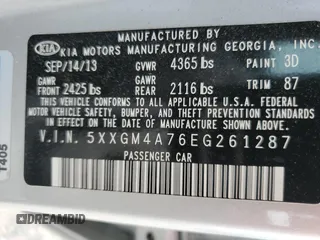 MANUFACTURED BY
KIA KIA MOTORS MANUFACTURING GEORGIA, INC.
SEP/14/13 GVWR 4365 lbs PAINT 3D
GAWR FRONT 2425 lbs GAWR REAR 2116 lbs TRIM 87
THIS VEHICLE CONFORMS TO ALL APPLICABLE
FEDERAL MOTOR VEHICLE SAFETY,
BUMPER, AND THEFT PREVENTION STANDARDS
IN EFFECT ON THE DATE OF MANUFACTURE
SHOWN ABOVE.
V.I.N. 5XXGM4A76EG261287
PASSENGER CAR
1405
DREAMBID